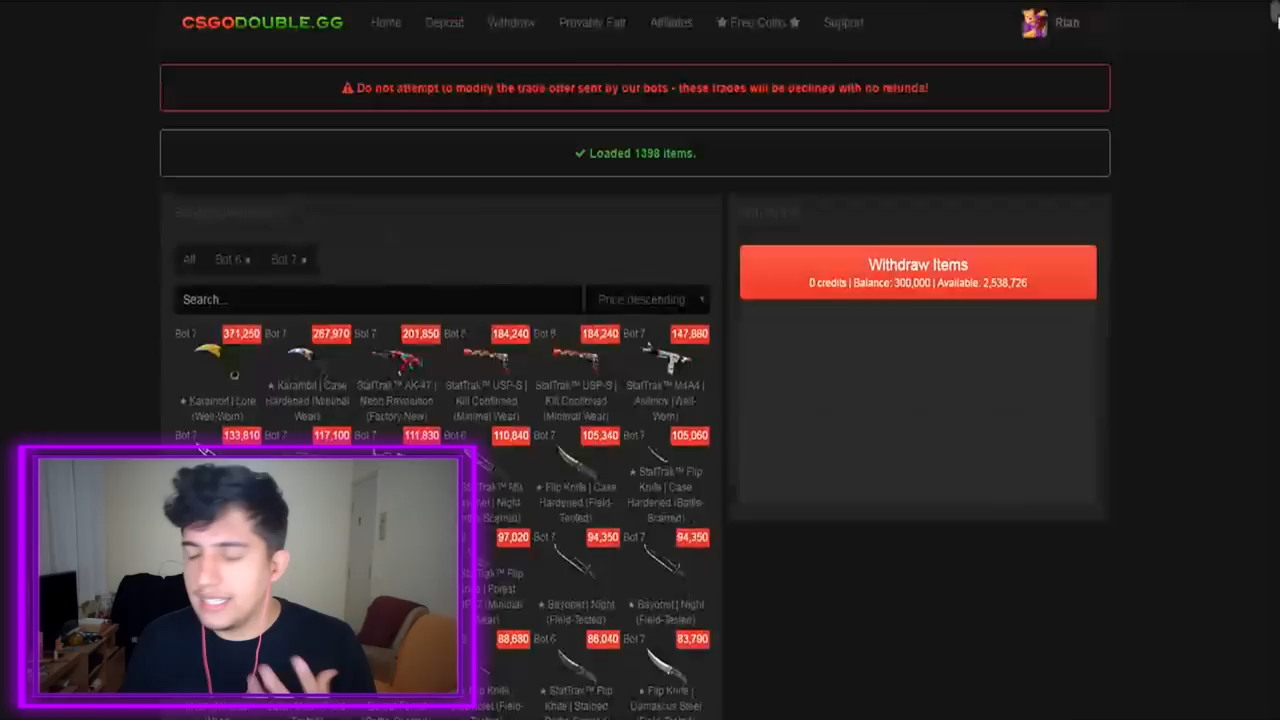 CSGODOUBLE.GG Home Deposit Withdraw Provably Fair Affiliates ★ Free Coins ★ Support Rian
Do not attempt to modify the trade offer sent by our bots - these trades will be declined with no refunds!
✓ Loaded 1398 items.
All Bot 6 Bot 7
Search... Price descending
Withdraw Items
0 credits | Balance: 300,000 | Available: 2,538,726
Bot 7 371,250 Bot 7 267,970 Bot 7 201,850 Bot 6 184,240 Bot 6 184,240 Bot 7 147,880
★ Karambit | Lore
(Well-Worn)
★ Karambit | Case
Hardened (Minimal
Wear)
StatTrak™ AK-47 |
Neon Revolution
(Factory New)
StatTrak™ USP-S |
Kill Confirmed
(Minimal Wear)
StatTrak™ USP-S |
Kill Confirmed
(Minimal Wear)
StatTrak™ M4A4 |
Asiimov (Well-
Worn)
Bot 7 133,810 Bot 7 117,100 Bot 7 111,830 Bot 6 110,840 Bot 7 105,340 Bot 7 105,060
★ Flip Knife | Case
Hardened (Field-
Tested)
★ StatTrak™ Flip
Knife | Case
Hardened (Battle-
Scarred)
97,020 Bot 7 94,350 Bot 7 94,350
★ Bayonet | Night
(Field-Tested)
★ Bayonet | Night
(Field-Tested)
88,680 Bot 6 86,040 Bot 7 83,790
★ StatTrak™ Flip
Knife | Stained
★ Flip Knife |
Damascus Steel